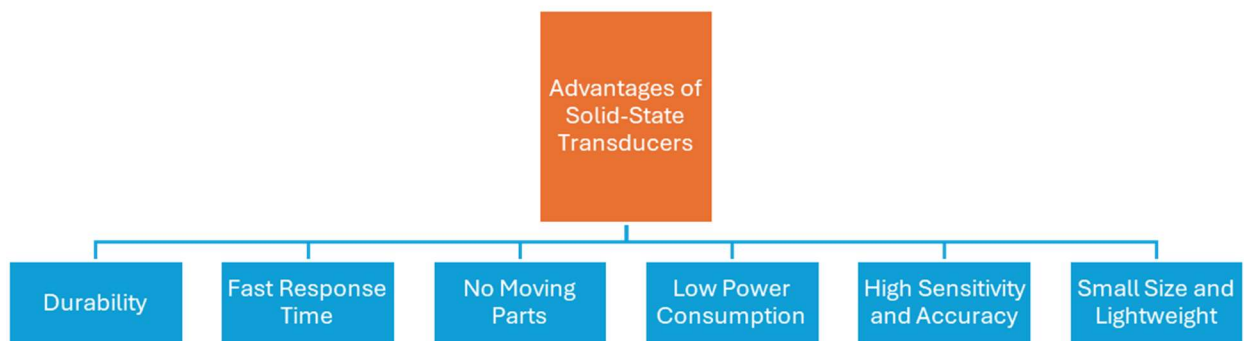 Advantages of
Solid-State
Transducers
Durability
Fast Response
Time
No Moving
Parts
Low Power
Consumption
High Sensitivity
and Accuracy
Small Size and
Lightweight